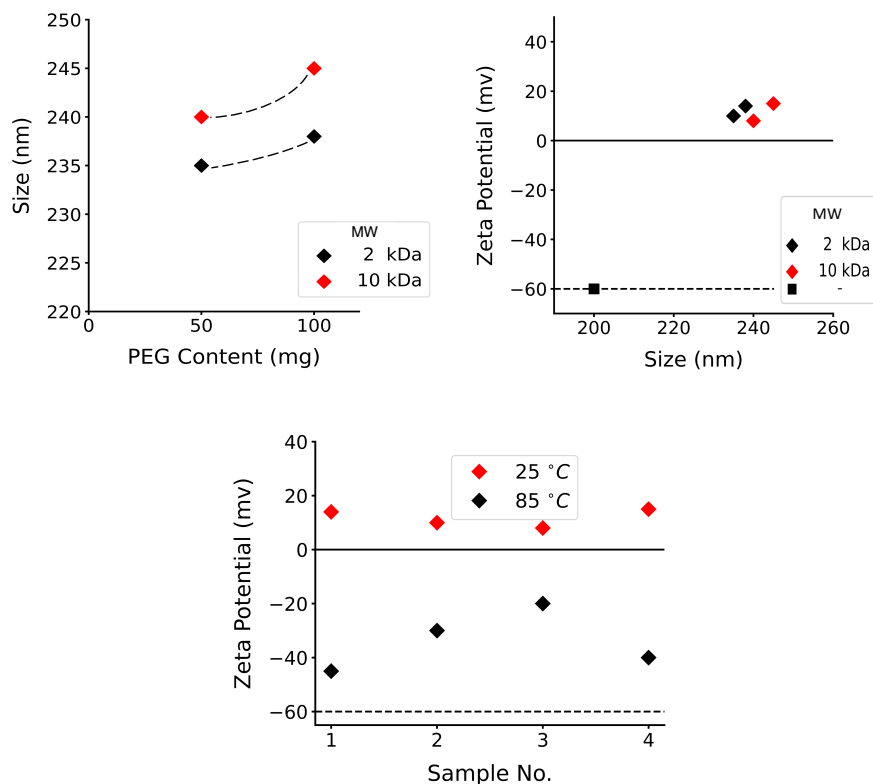 250
245
240
235
230
225
220
0
50
100
Size (nm)
PEG Content (mg)
MW
2 kDa
10 kDa
40
20
0
−20
−40
−60
200
220
240
260
Zeta Potential (mv)
Size (nm)
MW
2 kDa
10 kDa
-
40
20
0
−20
−40
−60
1
2
3
4
Zeta Potential (mv)
Sample No.
25 °C
85 °C